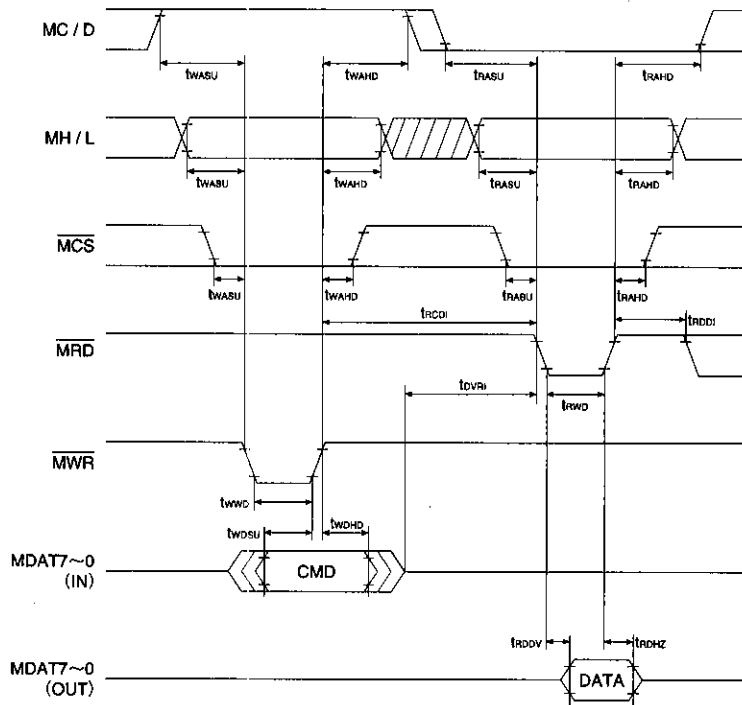 MC / D
tWASU tWAHD tRASU tRAHD
MH / L
tWASU tWAHD tRASU tRAHD
MCS
tWASU tWAHD tRASU tRAHD
tRCDI tRDDI
MRD
tDVRI tRWD
MWR
tWWD
tWDSU tWDHD
MDAT7~0
(IN)
CMD
tRDDV tRDHZ
MDAT7~0
(OUT)
DATA